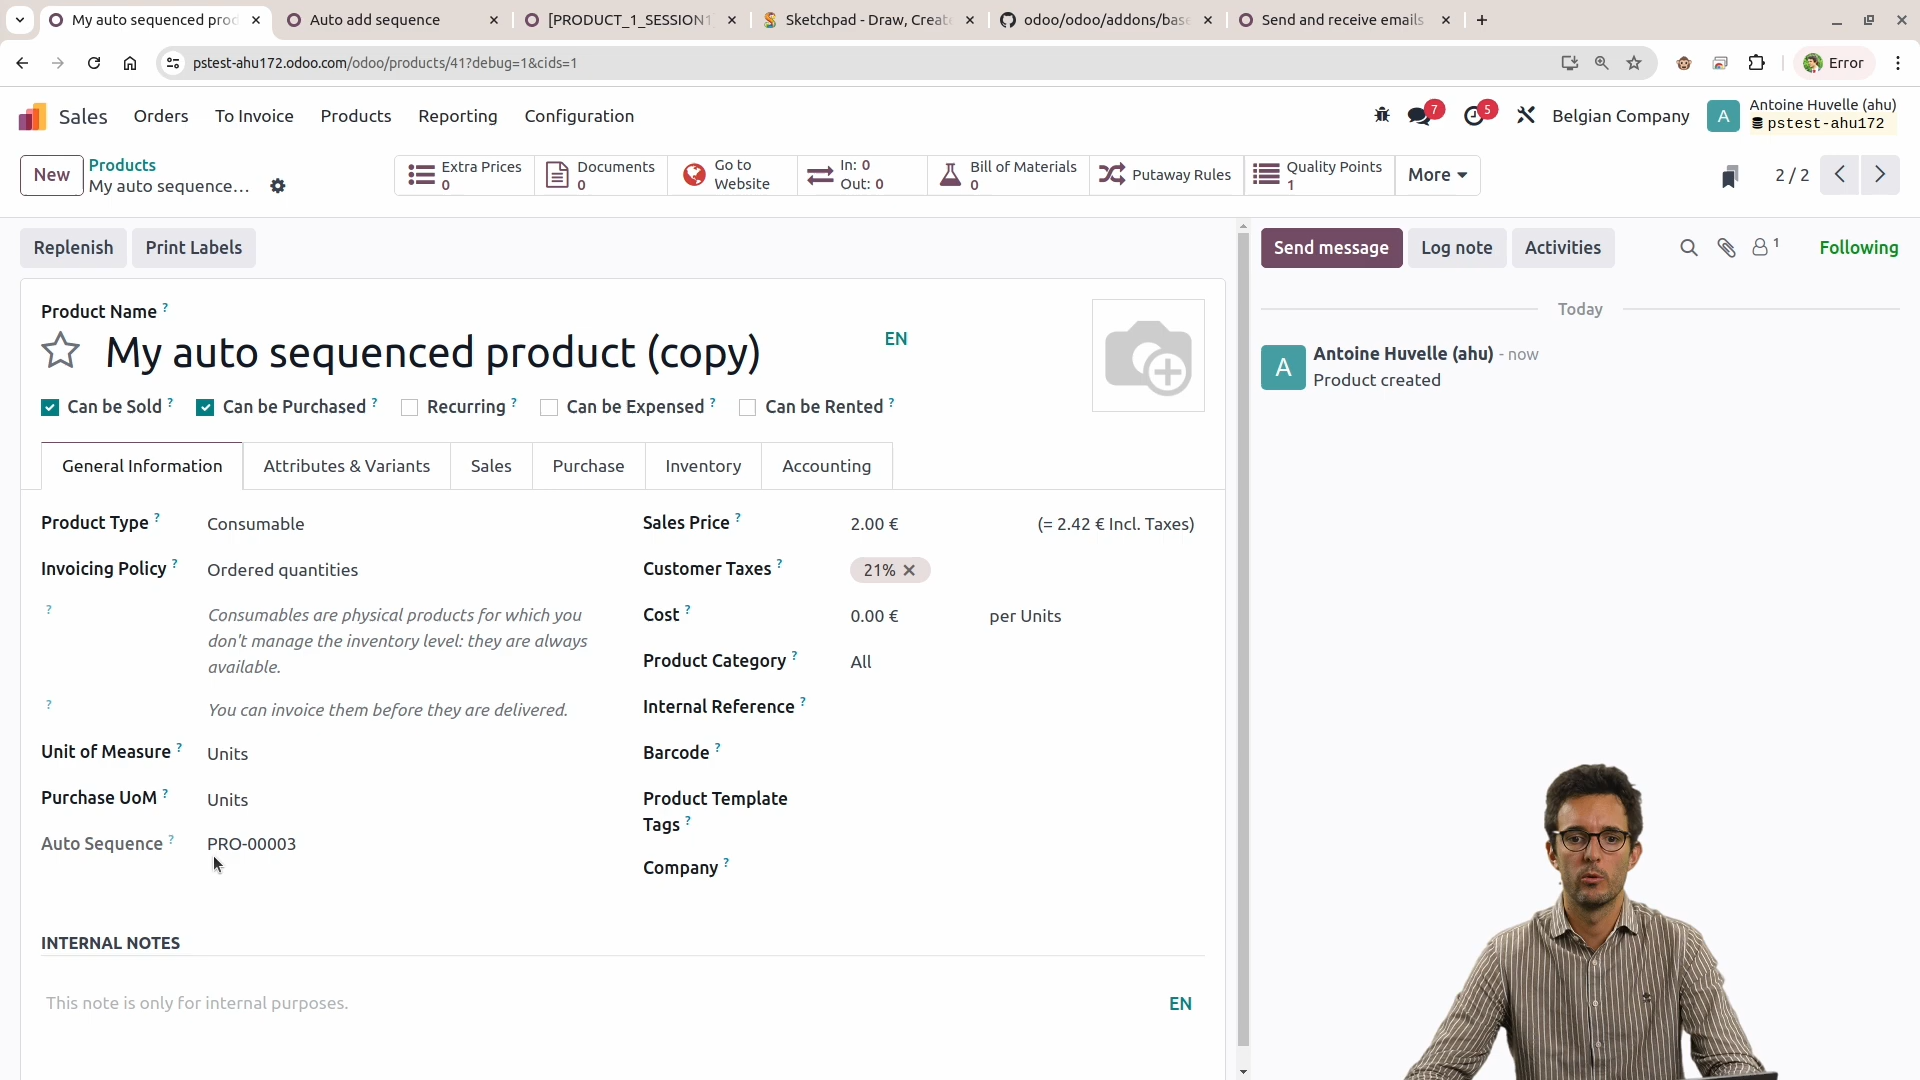 My auto sequenced prod
Auto add sequence
[PRODUCT_1_SESSION1
Sketchpad - Draw, Create
odoo/odoo/addons/base
Send and receive emails
pstest-ahu172.odoo.com/odoo/products/41?debug=1&cids=1
Error
Sales
Orders
To Invoice
Products
Reporting
Configuration
7
5
Belgian Company
A
Antoine Huvelle (ahu)
pstest-ahu172
New
Products
My auto sequence...
Extra Prices
0
Documents
0
Go to
Website
In: 0
Out: 0
Bill of Materials
0
Putaway Rules
Quality Points
1
More
2 / 2
Replenish
Print Labels
Send message
Log note
Activities
1
Following
Product Name ?
My auto sequenced product (copy)
EN
Can be Sold ?
Can be Purchased ?
Recurring ?
Can be Expensed ?
Can be Rented ?
Today
A
Antoine Huvelle (ahu) - now
Product created
General Information
Attributes & Variants
Sales
Purchase
Inventory
Accounting
Product Type ? Consumable
Invoicing Policy ? Ordered quantities
?
Consumables are physical products for which you
don't manage the inventory level: they are always
available.
?
You can invoice them before they are delivered.
Unit of Measure ? Units
Purchase UoM ? Units
Auto Sequence ? PRO-00003
Sales Price ? 2.00 € (= 2.42 € Incl. Taxes)
Customer Taxes ? 21%
Cost ? 0.00 € per Units
Product Category ? All
Internal Reference ?
Barcode ?
Product Template
Tags ?
Company ?
INTERNAL NOTES
This note is only for internal purposes.
EN